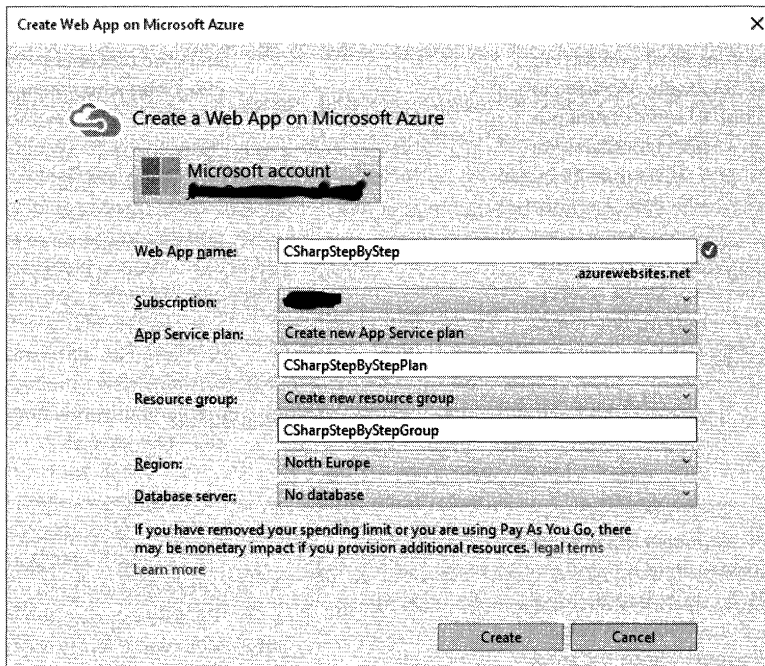 Create Web App on Microsoft Azure
Create a Web App on Microsoft Azure
Microsoft account
Web App name: CSharpStepByStep
.azurewebsites.net
Subscription:
App Service plan: Create new App Service plan
CSharpStepByStepPlan
Resource group: Create new resource group
CSharpStepByStepGroup
Region: North Europe
Database server: No database
If you have removed your spending limit or you are using Pay As You Go, there
may be monetary impact if you provision additional resources. legal terms
Learn more
Create Cancel